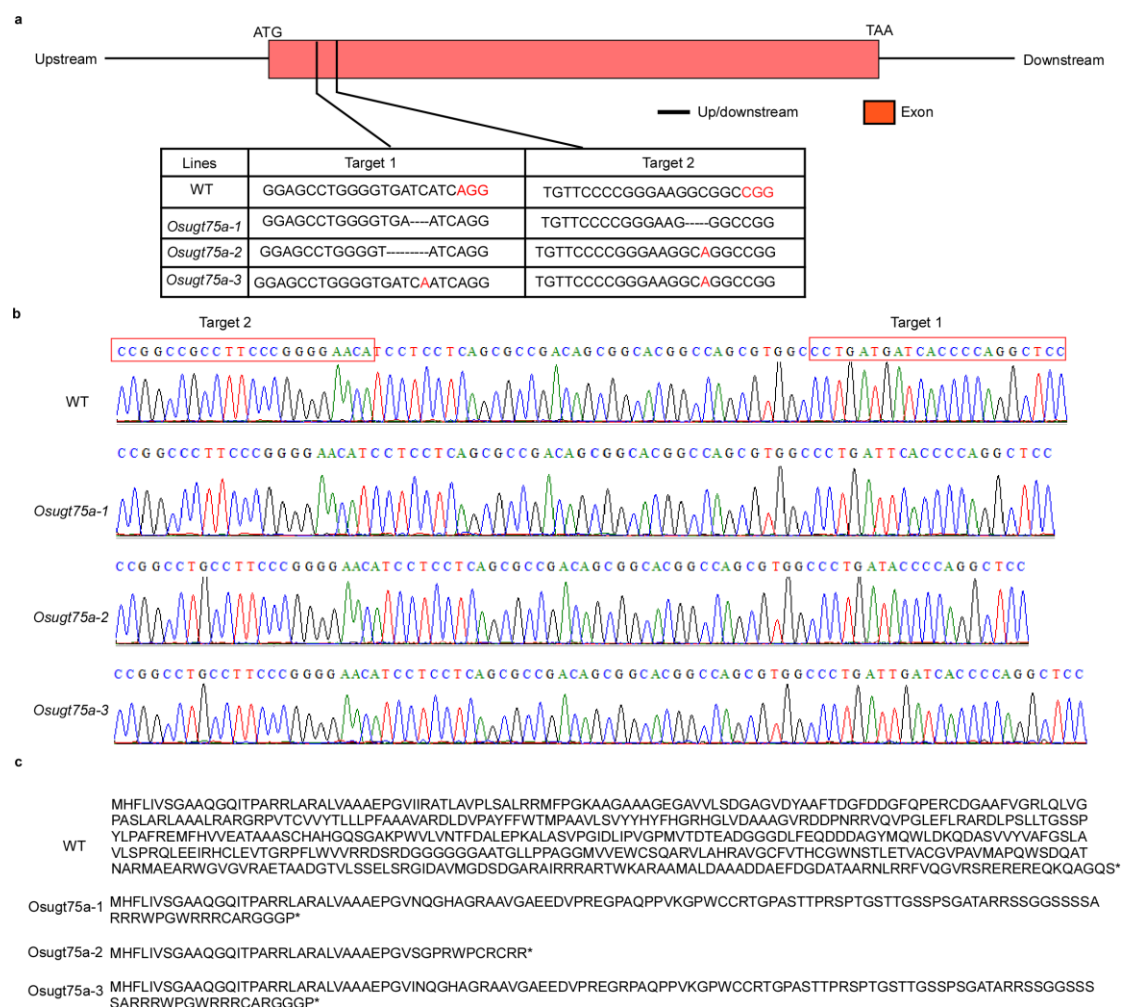 a
ATG
TAA
Upstream
Downstream
Up/downstream
Exon
Lines
Target 1
Target 2
WT
GGAGCCTGGGGTGATCATCAGG
TGTTCCCCGGGAAGGCGGCCGG
Osugt75a-1
GGAGCCTGGGGTGA----ATCAGG
TGTTCCCCGGGAAG-----GGCCGG
Osugt75a-2
GGAGCCTGGGGT---------ATCAGG
TGTTCCCCGGGAAGGCAGGCCGG
Osugt75a-3
GGAGCCTGGGGTGATCAATCAGG
TGTTCCCCGGGAAGGCAGGCCGG
b
Target 2
Target 1
CCGGCCGCCTTCCCGGGGAACATCCTCCTCAGCGCCGACAGCGGCACGGCCAGCGTGGCCCTGATGATCACCCCAGGCTCC
WT
CCGGCCCTTCCCGGGGAACATCCTCCTCAGCGCCGACAGCGGCACGGCCAGCGTGGCCCTGATTCACCCCAGGCTCC
Osugt75a-1
CCGGCCTGCCTTCCCGGGGAACATCCTCCTCAGCGCCGACAGCGGCACGGCCAGCGTGGCCCTGATACCCCAGGCTCC
Osugt75a-2
CCGGCCTGCCTTCCCGGGGAACATCCTCCTCAGCGCCGACAGCGGCACGGCCAGCGTGGCCCTGATTGATCACCCCAGGCTCC
Osugt75a-3
c
WT
MHFLIVSGAAQGQITPARRLARALVAAAEPGVIIRATLAVPLSALRRMFPGKAAGAAAGEGAVVLSDGAGVDYAAFTDGFDDGFQPERCDGAAFVGRLQLVG
PASLARLAAALRARGRPVTCVVYTLLLPFAAAVARDLDVPAYFFWTMPAAVLSVYYHYFHGRHGLVDAAAGVRDDPNRRVQVPGLEFLRARDLPSLLTGSSP
YLPAFREMFHVVEATAAASCHAHGQSGAKPWVLVNTFDALEPKALASVPGIDLIPVGPMVTDTEADGGGDLFEQDDDAGYMQWLDKQDASVVYVAFGSLA
VLSPRQLEEIRHCLEVTGRPFLWVVRRDSRDGGGGGGAATGLLPPAGGMVVEWCSQARVLAHRAVGCFVTHCGWNSTLETVACGVPAVMAPQWSDQAT
NARMAEARWGVGVRAETAADGTVLSSELSRGIDAVMGDSDGARAIRRRARTWKARAAMALDAAADDAEFDGDATAARNLRRFVQGVRSREREREQKQAGQS*
Osugt75a-1
MHFLIVSGAAQGQITPARRLARALVAAAEPGVNQGHAGRAAVGAEEDVPREGPAQPPVKGPWCCRTGPASTTPRSPTGSTTGSSPSGATARRSSGGSSSSA
RRRWPGWRRRCARGGGP*
Osugt75a-2
MHFLIVSGAAQGQITPARRLARALVAAAEPGVSGPRWPCRCRR*
Osugt75a-3
MHFLIVSGAAQGQITPARRLARALVAAAEPGVINQGHAGRAAVGAEEDVPREGRPAQPPVKGPWCCRTGPASTTPRSPTGSTTGSSPSGATARRSSGGSSS
SARRRWPGWRRRCARGGGP*